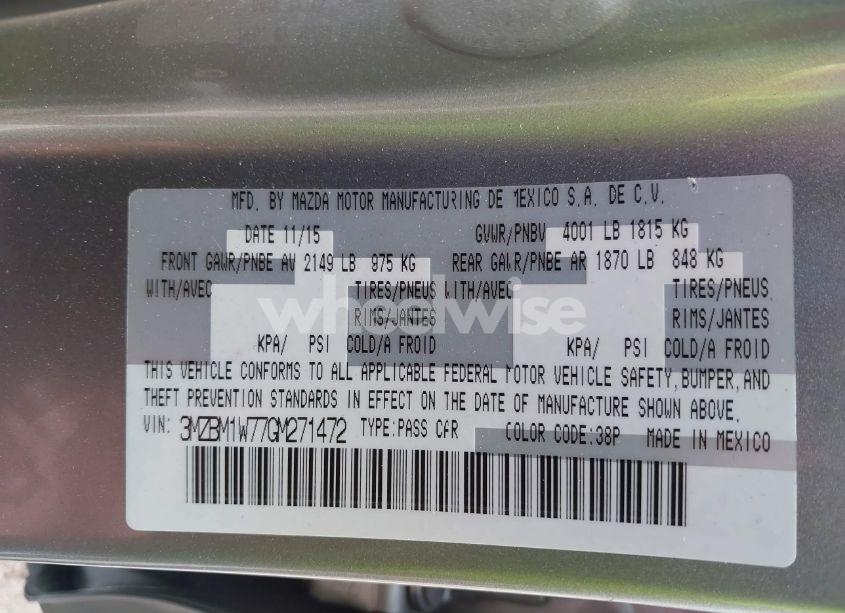 MFD. BY MAZDA MOTOR MANUFACTURING DE MEXICO S.A. DE C.V.
DATE 11/15 GVWR/PNBV 4001 LB 1815 KG
FRONT GAWR/PNBE AV 2149 LB 975 KG REAR GAWR/PNBE AR 1870 LB 848 KG
WITH/AVEC TIRES/PNEUS WITH/AVEC TIRES/PNEUS
RIMS/JANTES RIMS/JANTES
wheelwise
KPA/ PSI COLD/A FROID KPA/ PSI COLD/A FROID
THIS VEHICLE CONFORMS TO ALL APPLICABLE FEDERAL MOTOR VEHICLE SAFETY, BUMPER, AND
THEFT PREVENTION STANDARDS IN EFFECT ON THE DATE OF MANUFACTURE SHOWN ABOVE.
VIN: 3MZBM1W77GM271472 TYPE:PASS CAR COLOR CODE:38P MADE IN MEXICO